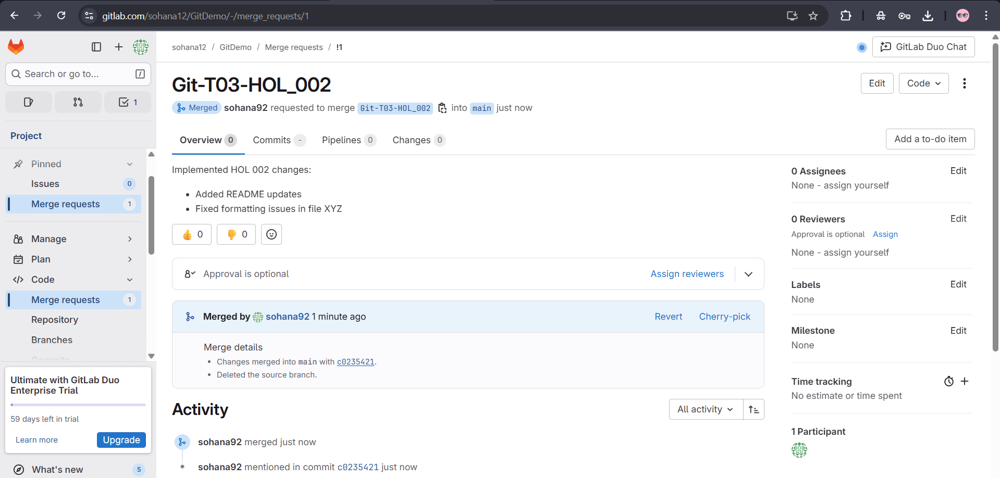 gitlab.com/sohana12/GitDemo/-/merge_requests/1
sohana12 / GitDemo / Merge requests / !1
GitLab Duo Chat
Search or go to...
/
1
Project
Pinned
Issues 0
Merge requests 1
Manage
Plan
Code
Merge requests 1
Repository
Branches
Commits
Ultimate with GitLab Duo
Enterprise Trial
59 days left in trial
Learn more
Upgrade
What's new 5
Git-T03-HOL_002
Edit
Code
Merged sohana92 requested to merge Git-T03-HOL_002 into main just now
Overview 0
Commits -
Pipelines 0
Changes 0
Add a to-do item
Implemented HOL 002 changes:
• Added README updates
• Fixed formatting issues in file XYZ
0
0
Approval is optional
Assign reviewers
Merged by sohana92 1 minute ago
Revert
Cherry-pick
Merge details
• Changes merged into main with c0235421.
• Deleted the source branch.
Activity
All activity
sohana92 merged just now
sohana92 mentioned in commit c0235421 just now
0 Assignees
Edit
None - assign yourself
0 Reviewers
Edit
Approval is optional Assign
None - assign yourself
Labels
Edit
None
Milestone
Edit
None
Time tracking
No estimate or time spent
1 Participant